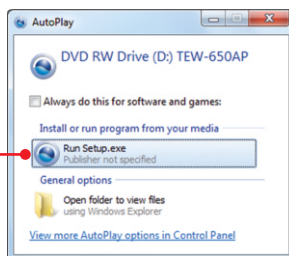 AutoPlay
DVD RW Drive (D:) TEW-650AP
Always do this for software and games:
Install or run program from your media
Run Setup.exe
Publisher not specified
General options
Open folder to view files
using Windows Explorer
View more AutoPlay options in Control Panel